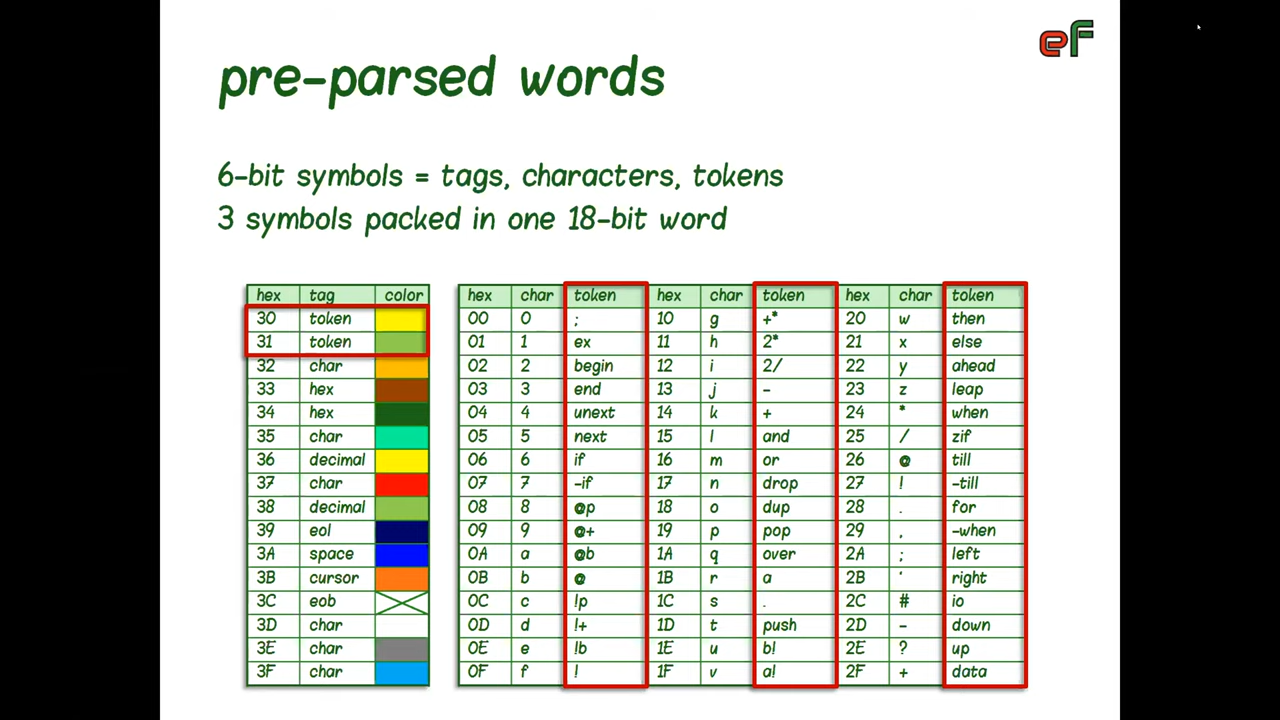 eF
pre-parsed words
6-bit symbols = tags, characters, tokens
3 symbols packed in one 18-bit word
hex tag color
30 token
31 token
32 char
33 hex
34 hex
35 char
36 decimal
37 char
38 decimal
39 eol
3A space
3B cursor
3C eob
3D char
3E char
3F char
hex char token hex char token hex char token
00 0 ; 10 g +* 20 w then
01 1 ex 11 h 2* 21 x else
02 2 begin 12 i 2/ 22 y ahead
03 3 end 13 j - 23 z leap
04 4 unext 14 k + 24 * when
05 5 next 15 l and 25 / zif
06 6 if 16 m or 26 @ till
07 7 -if 17 n drop 27 ! -till
08 8 @p 18 o dup 28 . for
09 9 @+ 19 p pop 29 , -when
0A a @b 1A q over 2A ; left
0B b @ 1B r a 2B ' right
0C c !p 1C s . 2C # io
0D d !+ 1D t push 2D - down
0E e !b 1E u b! 2E ? up
0F f ! 1F v a! 2F + data